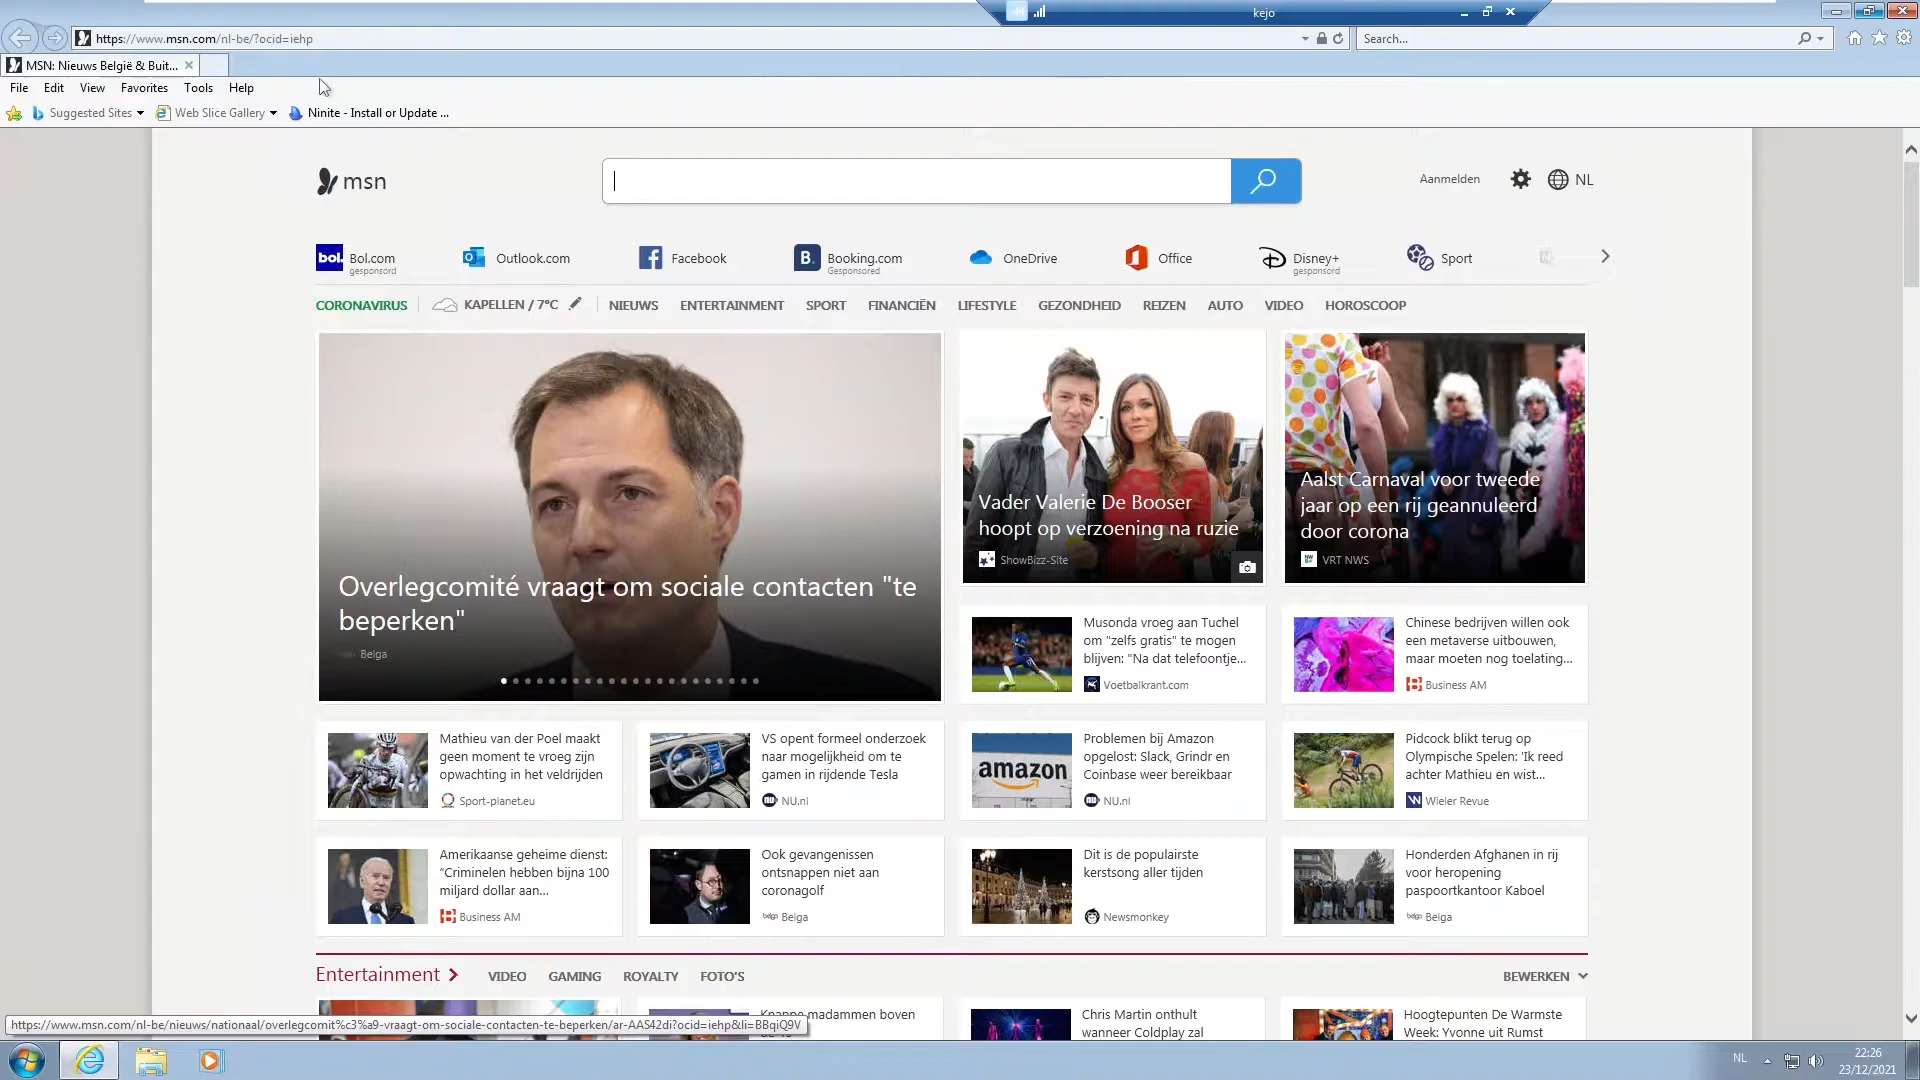 kejo
https://www.msn.com/nl-be/?ocid=iehp
Search...
MSN: Nieuws België & Buit...
File Edit View Favorites Tools Help
Suggested Sites Web Slice Gallery Ninite - Install or Update ...
msn
Aanmelden
NL
bol.
Bol.com
gesponsord
Outlook.com
Facebook
B.
Booking.com
Gesponsord
OneDrive
Office
Disney+
gesponsord
Sport
CORONAVIRUS KAPELLEN / 7°C NIEUWS ENTERTAINMENT SPORT FINANCIËN LIFESTYLE GEZONDHEID REIZEN AUTO VIDEO HOROSCOOP
Overlegcomité vraagt om sociale contacten "te
beperken"
Belga
Vader Valerie De Booser
hoopt op verzoening na ruzie
ShowBizz-Site
Aalst Carnaval voor tweede
jaar op een rij geannuleerd
door corona
VRT NWS
Musonda vroeg aan Tuchel
om "zelfs gratis" te mogen
blijven: "Na dat telefoontje...
Voetbalkrant.com
Chinese bedrijven willen ook
een metaverse uitbouwen,
maar moeten nog toelating...
Business AM
Mathieu van der Poel maakt
geen moment te vroeg zijn
opwachting in het veldrijden
Sport-planet.eu
VS opent formeel onderzoek
naar mogelijkheid om te
gamen in rijdende Tesla
NU.nl
amazon
Problemen bij Amazon
opgelost: Slack, Grindr en
Coinbase weer bereikbaar
NU.nl
Pidcock blikt terug op
Olympische Spelen: 'Ik reed
achter Mathieu en wist...
Wieler Revue
Amerikaanse geheime dienst:
"Criminelen hebben bijna 100
miljard dollar aan...
Business AM
Ook gevangenissen
ontsnappen niet aan
coronagolf
Belga
Dit is de populairste
kerstsong aller tijden
Newsmonkey
Honderden Afghanen in rij
voor heropening
paspoortkantoor Kaboel
Belga
Entertainment VIDEO GAMING ROYALTY FOTO'S
BEWERKEN
Knappe madammen boven
Chris Martin onthult
wanneer Coldplay zal
Hoogtepunten De Warmste
Week: Yvonne uit Rumst
https://www.msn.com/nl-be/nieuws/nationaal/overlegcomit%c3%a9-vraagt-om-sociale-contacten-te-beperken/ar-AAS42di?ocid=iehp&li=BBqiQ9V
NL
22:26
23/12/2021